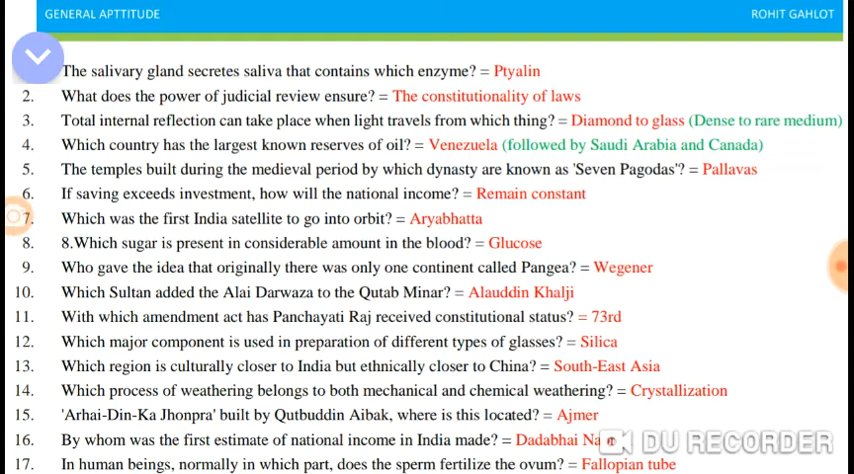 GENERAL APTTITUDE ROHIT GAHLOT
The salivary gland secretes saliva that contains which enzyme? = Ptyalin
2. What does the power of judicial review ensure? = The constitutionality of laws
3. Total internal reflection can take place when light travels from which thing? = Diamond to glass (Dense to rare medium)
4. Which country has the largest known reserves of oil? = Venezuela (followed by Saudi Arabia and Canada)
5. The temples built during the medieval period by which dynasty are known as 'Seven Pagodas'? = Pallavas
6. If saving exceeds investment, how will the national income? = Remain constant
7. Which was the first India satellite to go into orbit? = Aryabhatta
8. 8.Which sugar is present in considerable amount in the blood? = Glucose
9. Who gave the idea that originally there was only one continent called Pangea? = Wegener
10. Which Sultan added the Alai Darwaza to the Qutab Minar? = Alauddin Khalji
11. With which amendment act has Panchayati Raj received constitutional status? = 73rd
12. Which major component is used in preparation of different types of glasses? = Silica
13. Which region is culturally closer to India but ethnically closer to China? = South-East Asia
14. Which process of weathering belongs to both mechanical and chemical weathering? = Crystallization
15. 'Arhai-Din-Ka Jhonpra' built by Qutbuddin Aibak, where is this located? = Ajmer
16. By whom was the first estimate of national income in India made? = Dadabhai
DU RECORDER
17. In human beings, normally in which part, does the sperm fertilize the ovum? = Fallopian tube